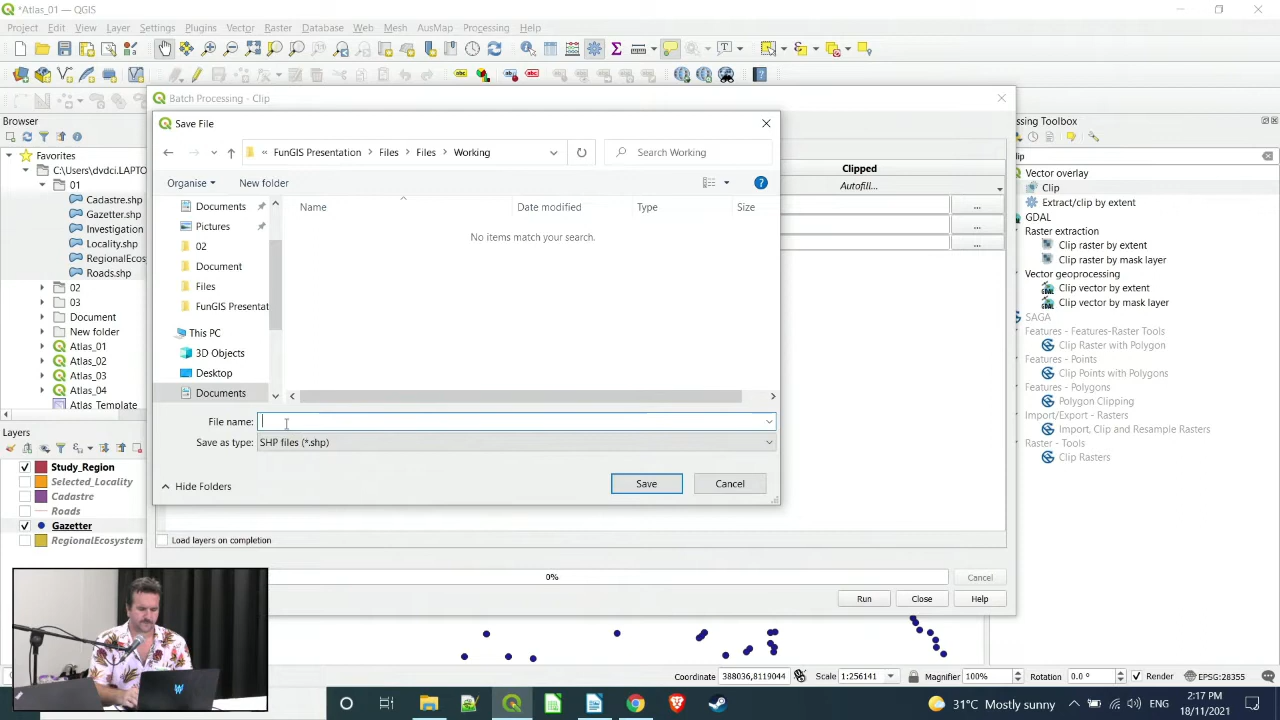 *Atlas_01 — QGIS
Project Edit View Layer Settings Plugins Vector Raster Database Web Mesh AusMap Processing Help
Browser
Favorites
C:\Users\dvdci.LAPTO
01
Cadastre.shp
Gazetter.shp
Investigation
Locality.shp
RegionalEcos
Roads.shp
02
03
Document
New folder
Atlas_01
Atlas_02
Atlas_03
Atlas_04
Atlas Template
Layers
Study_Region
Selected_Locality
Cadastre
Roads
Gazetter
RegionalEcosystem
Batch Processing - Clip
Save File
« FunGIS Presentation > Files > Files > Working
Search Working
Organise
New folder
Documents
Pictures
02
Document
Files
FunGIS Presentat
This PC
3D Objects
Desktop
Documents
Name Date modified Type Size
No items match your search.
File name:
Save as type: SHP files (*.shp)
Hide Folders
Save
Cancel
Clipped
Autofill...
...
...
...
Load layers on completion
0%
Cancel
Run
Close
Help
ssing Toolbox
lip
Vector overlay
Clip
Extract/clip by extent
GDAL
Raster extraction
Clip raster by extent
Clip raster by mask layer
Vector geoprocessing
Clip vector by extent
Clip vector by mask layer
SAGA
Features - Features-Raster Tools
Clip Raster with Polygon
Features - Points
Clip Points with Polygons
Features - Polygons
Polygon Clipping
Import/Export - Rasters
Import, Clip and Resample Rasters
Raster - Tools
Clip Rasters
Coordinate 388036,8119044
Scale 1:256141
Magnifier 100%
Rotation 0.0 °
Render
EPSG:28355
31°C Mostly sunny
ENG
2:17 PM
18/11/2021